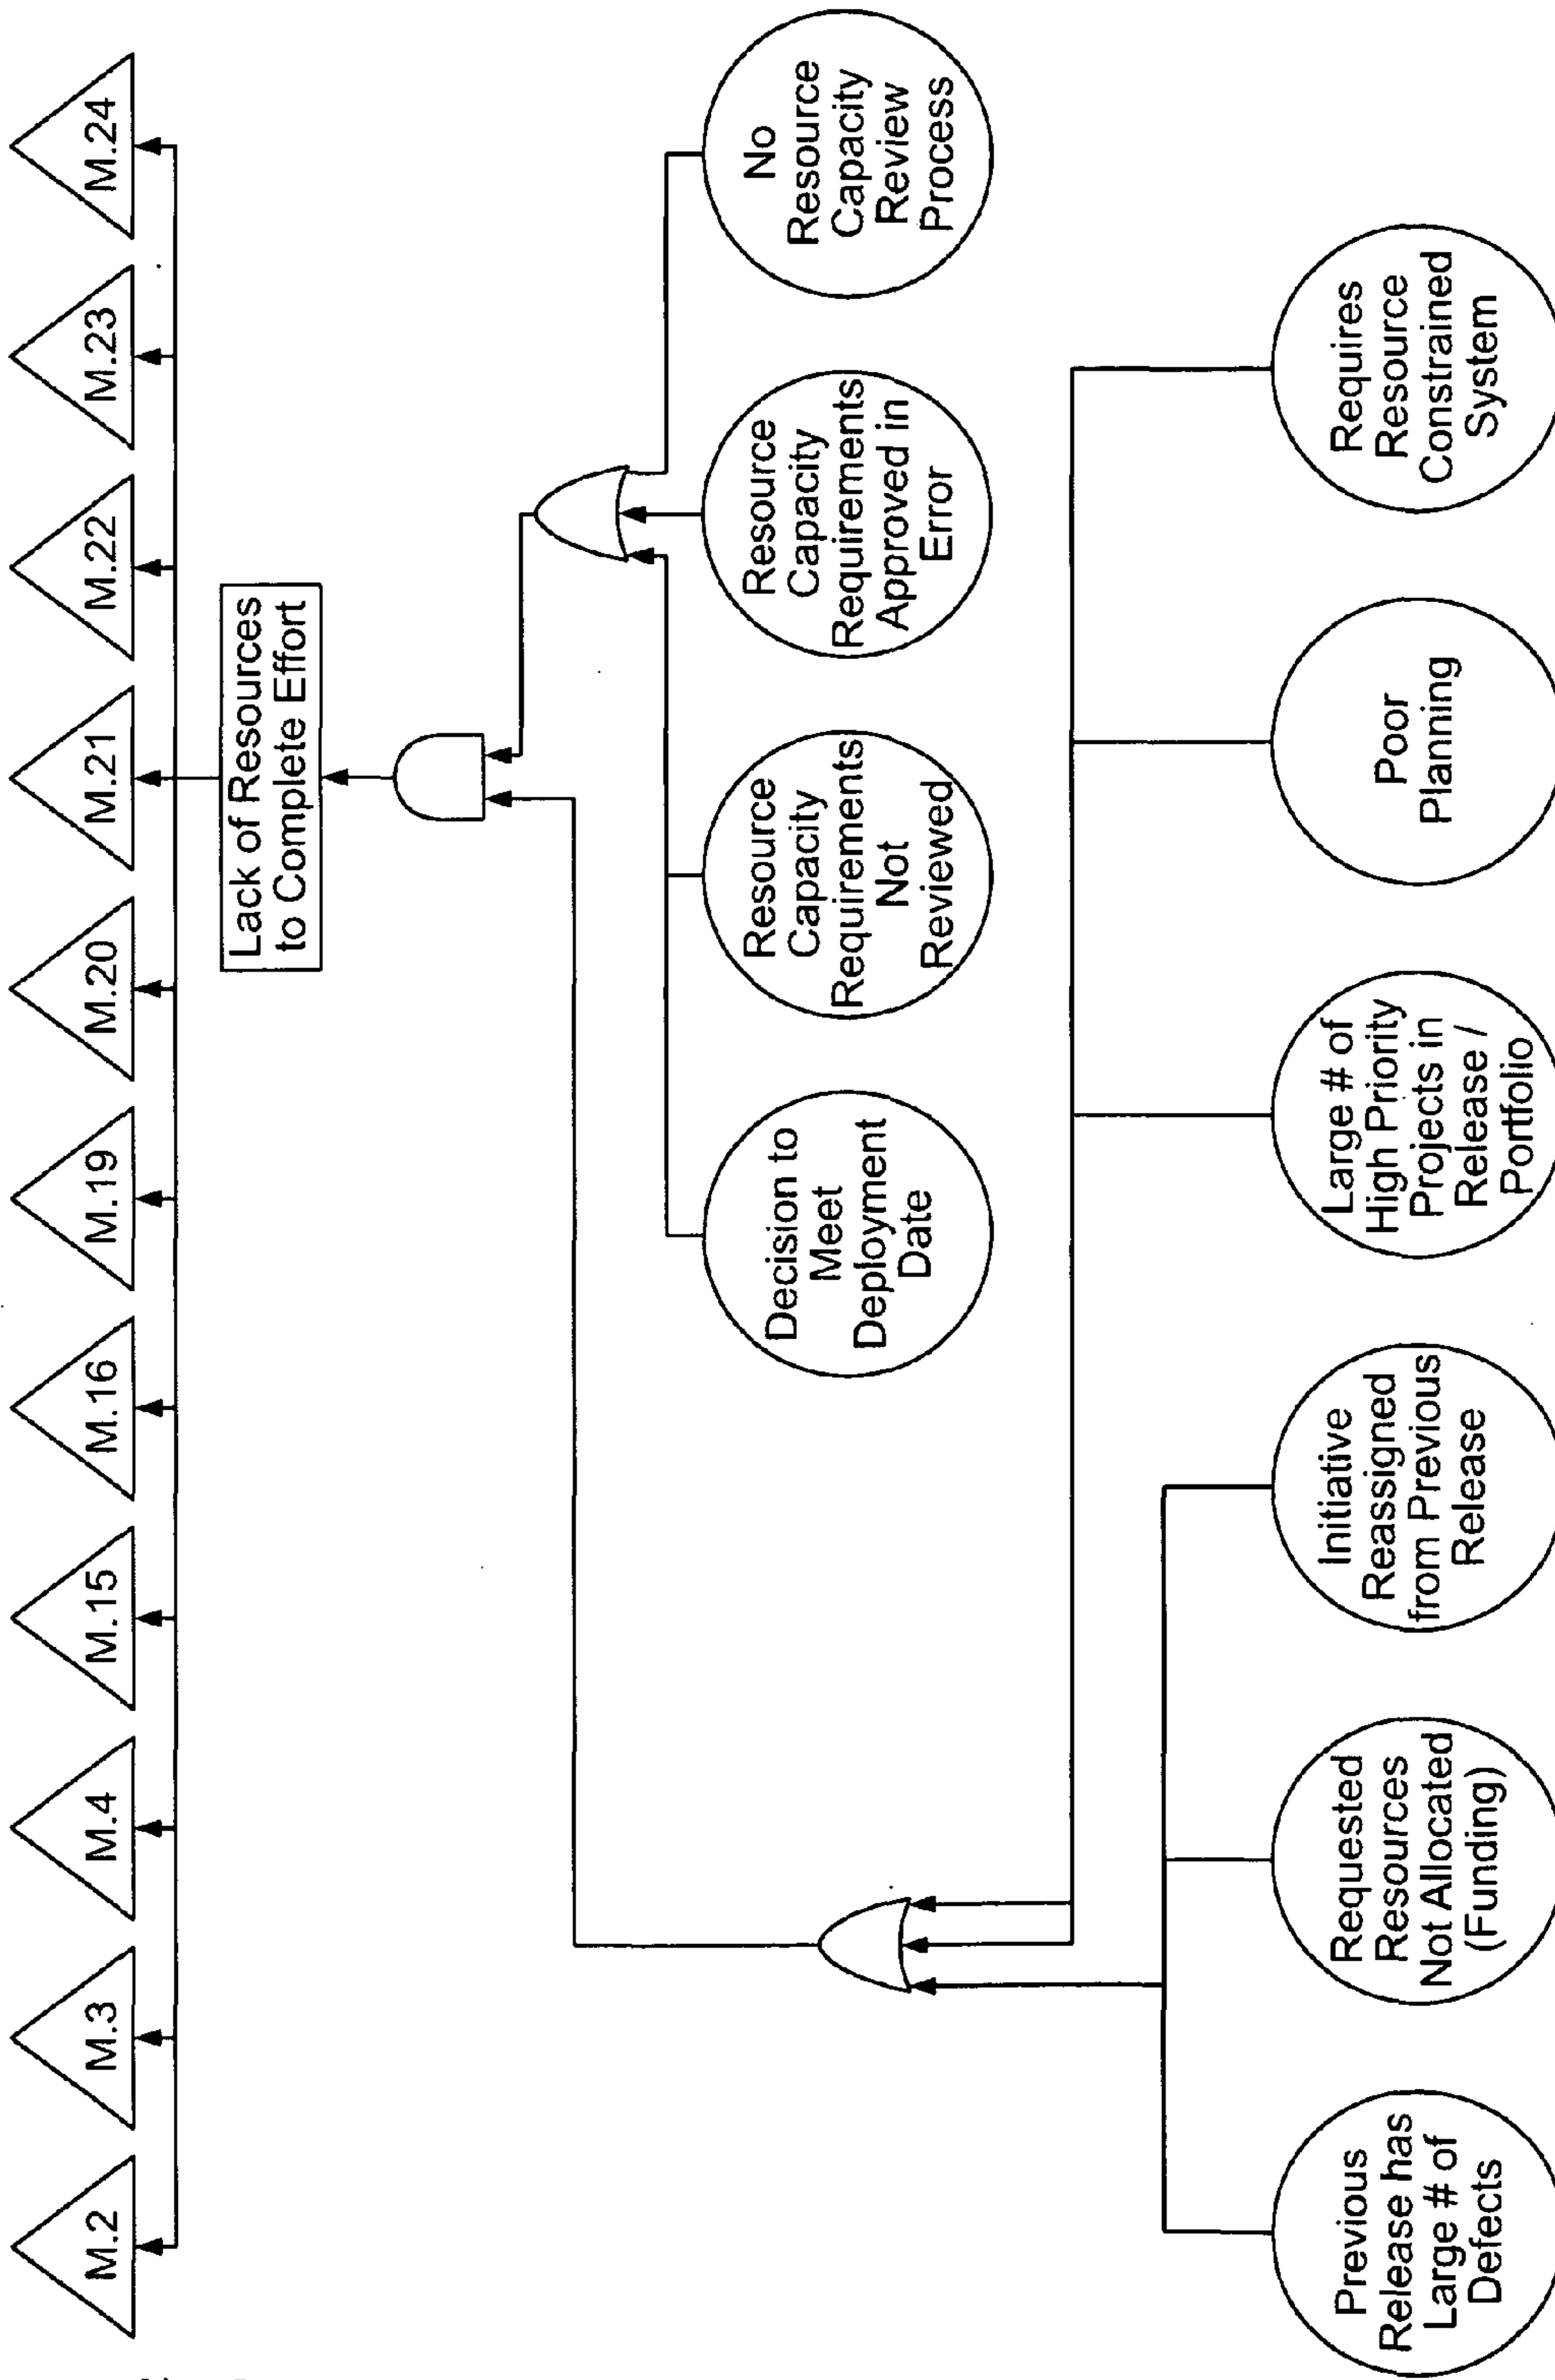 M.2
M.3
M.4
M.15
M.16
M.19
M.20
M.21
M.22
M.23
M.24
Lack of Resources
to Complete Effort
Decision to
Meet
Deployment
Date
Resource
Capacity
Requirements
Not
Reviewed
Resource
Capacity
Requirements
Approved in
Error
No
Resource
Capacity
Review
Process
Previous
Release has
Large # of
Defects
Requested
Resources
Not Allocated
(Funding)
Initiative
Reassigned
from Previous
Release
Large # of
High Priority
Projects in
Release /
Portfolio
Poor
Planning
Requires
Resource
Constrained
System